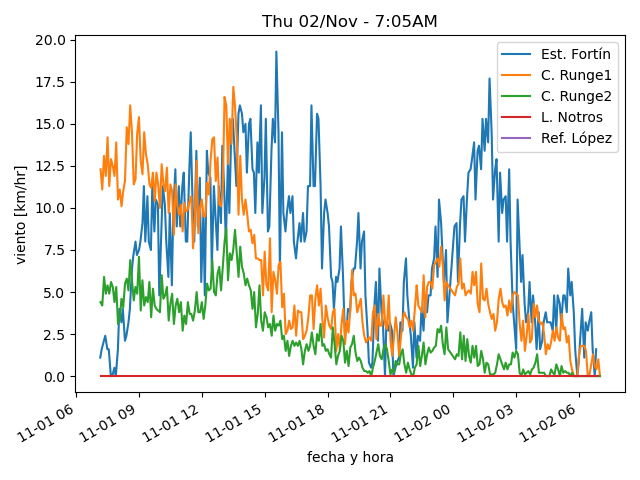 Thu 02/Nov - 7:05AM
20.0
17.5
15.0
12.5
10.0
7.5
5.0
2.5
0.0
viento [km/hr]
Est. Fortín
C. Runge1
C. Runge2
L. Notros
Ref. López
11-01 06
11-01 09
11-01 12
11-01 15
11-01 18
11-01 21
11-02 00
11-02 03
11-02 06
fecha y hora